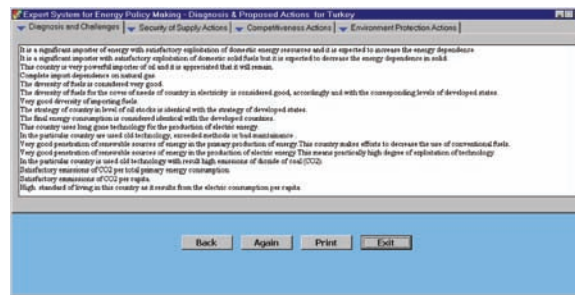 Expert System for Energy Policy Making - Diagnosis & Proposed Actions for Turkey
Diagnosis and Challenges
Security of Supply Actions
Competitiveness Actions
Environment Protection Actions
It is a significant importer of energy with satisfactory exploitation of domestic energy resources and it is expected to increase the energy dependence
It is a significant importer with satisfactory exploitation of domestic solid fuels but it is expected to decrease the energy dependence in solid.
This country is very powerful importer of oil and it is appreciated that it will remain.
Complete import dependence on natural gas
The diversity of fuels is considered very good.
The diversity of fuels for the cover of needs of country in electricity is considered good, accordingly and with the corresponding levels of developed states.
Very good diversity of importing fuels.
The strategy of country in level of oil stocks is identical with the strategy of developed states.
The final energy consumption is considered identical with the developed countries.
This country uses long gone technology for the production of electric energy.
In the particular country are used old technology, exceeded methods or bad maintainance.
Very good penetration of renewable sources of energy in the primary production of energy. This country makes efforts to decrease the use of conventional fuels.
Very good penetration of renewable sources of energy in the production of electric energy. This means practically high degree of exploitation of technology.
In the particular country is used old technology with result high emissions of dioxide of coal (CO2).
Satisfactory emissions of CO2 per total primary energy consumption
Satisfactory emissions of CO2 per capita.
High standard of living in this country as it results from the electric consumption per capita
Back
Again
Print
Exit